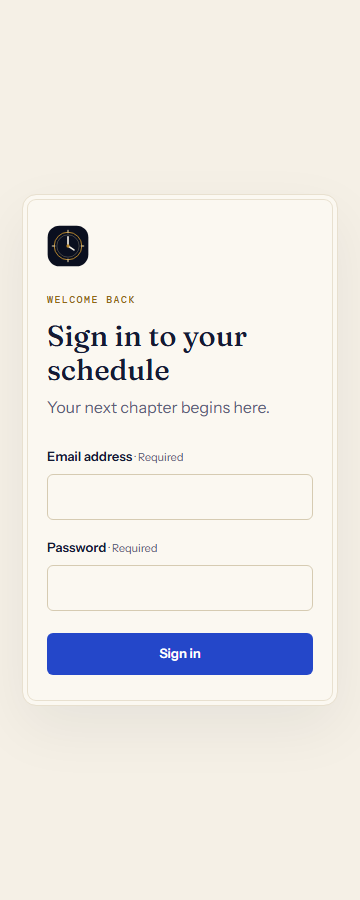 WELCOME BACK
Sign in to your
schedule
Your next chapter begins here.
Email address · Required
Password · Required
Sign in